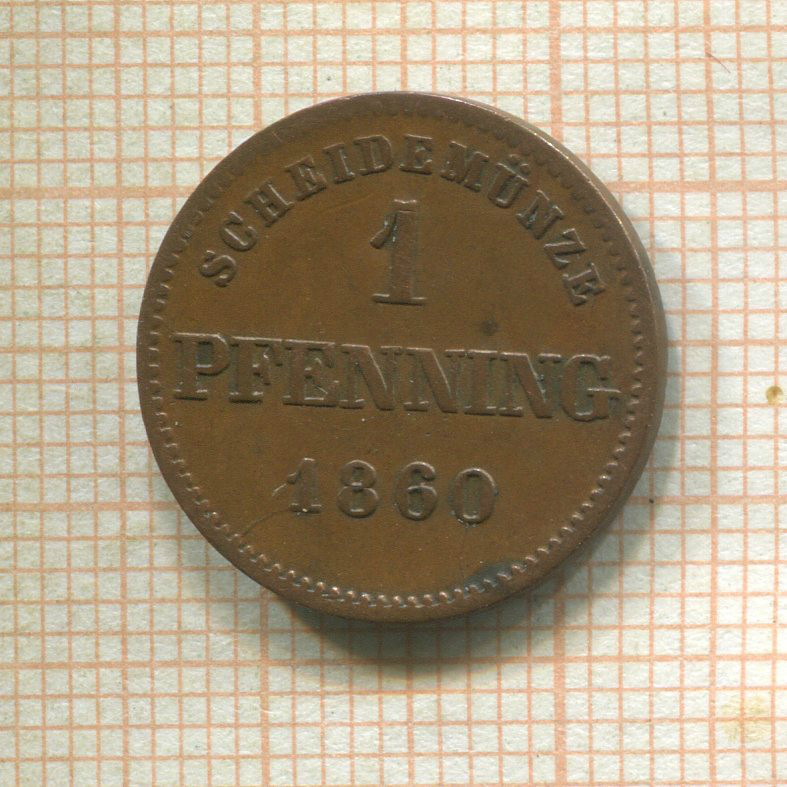 SCHEIDEMÜNZE
1
PFENNING
1860